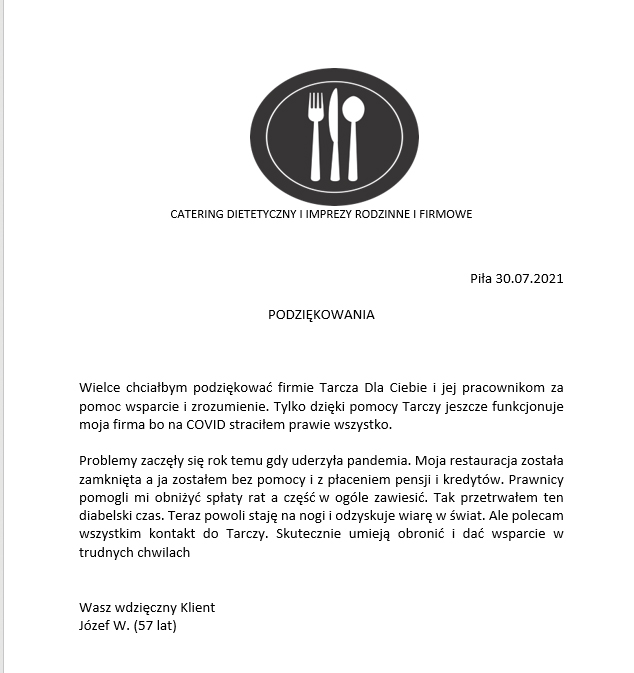 CATERING DIETETYCZNY I IMPREZY RODZINNE I FIRMOWE
Piła 30.07.2021
PODZIĘKOWANIA
Wielce chciałbym podziękować firmie Tarcza Dla Ciebie i jej pracownikom za
pomoc wsparcie i zrozumienie. Tylko dzięki pomocy Tarczy jeszcze funkcjonuje
moja firma bo na COVID straciłem prawie wszystko.
Problemy zaczęły się rok temu gdy uderzyła pandemia. Moja restauracja została
zamknięta a ja zostałem bez pomocy i z płaceniem pensji i kredytów. Prawnicy
pomogli mi obniżyć spłaty rat a część w ogóle zawiesić. Tak przetrwałem ten
diabelski czas. Teraz powoli staję na nogi i odzyskuje wiarę w świat. Ale polecam
wszystkim kontakt do Tarczy. Skutecznie umieją obronić i dać wsparcie w
trudnych chwilach
Wasz wdzięczny Klient
Józef W. (57 lat)